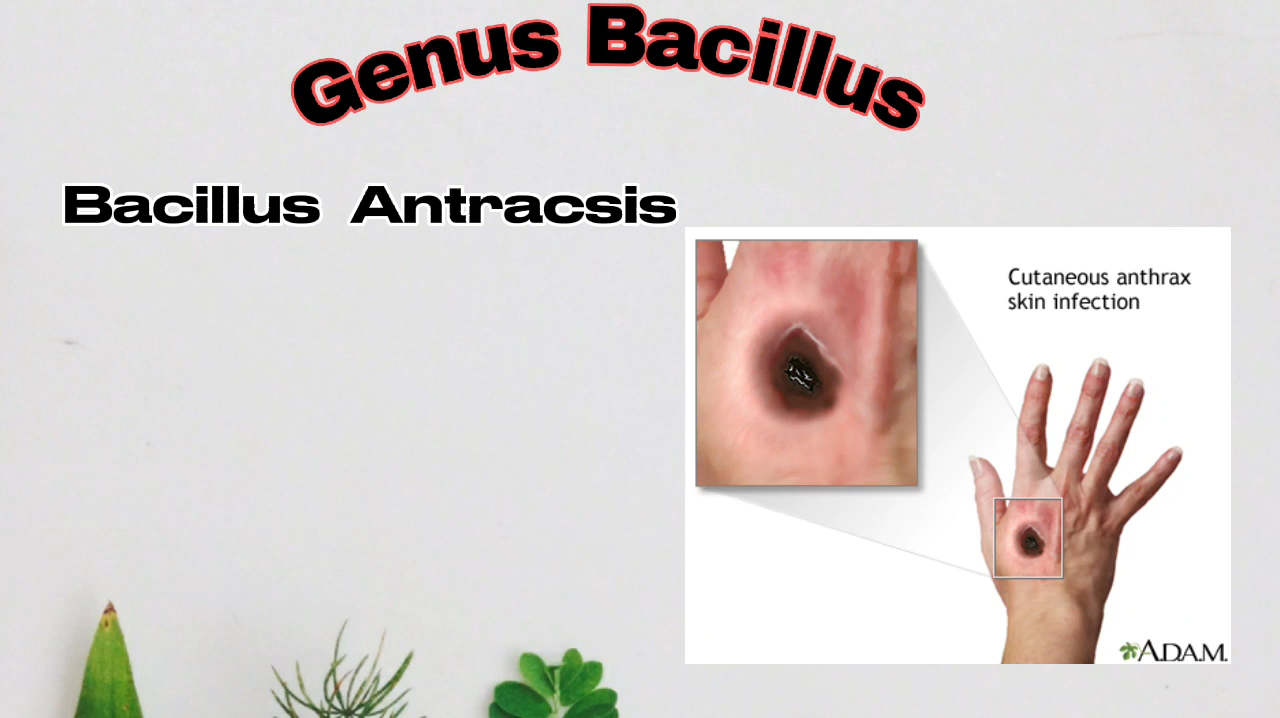 Genus Bacillus
Bacillus Antracsis
Cutaneous anthrax
skin infection
A.D.A.M.